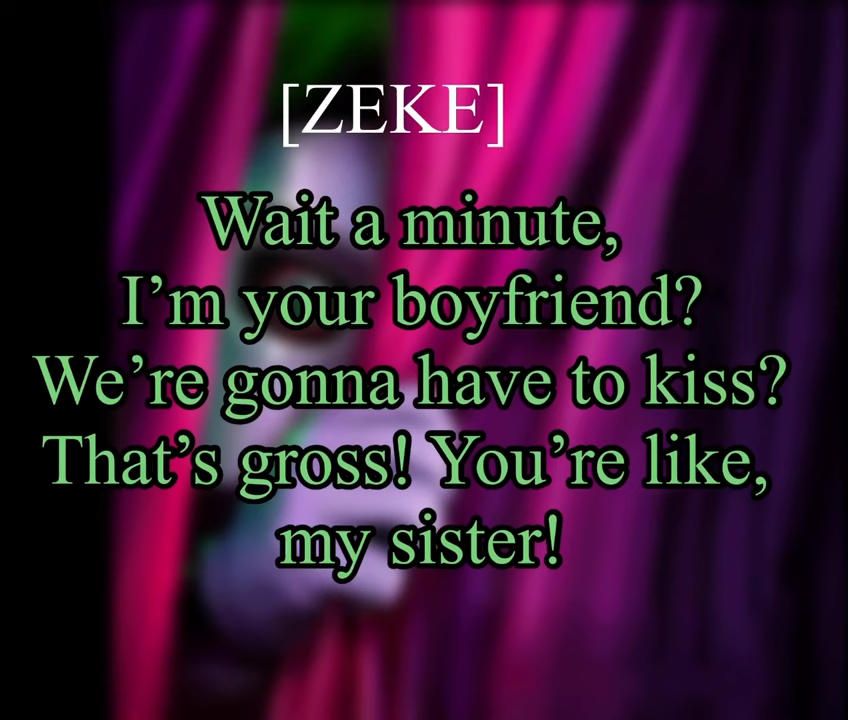 [ZEKE]
Wait a minute,
I’m your boyfriend?
We’re gonna have to kiss?
That’s gross! You’re like,
my sister!